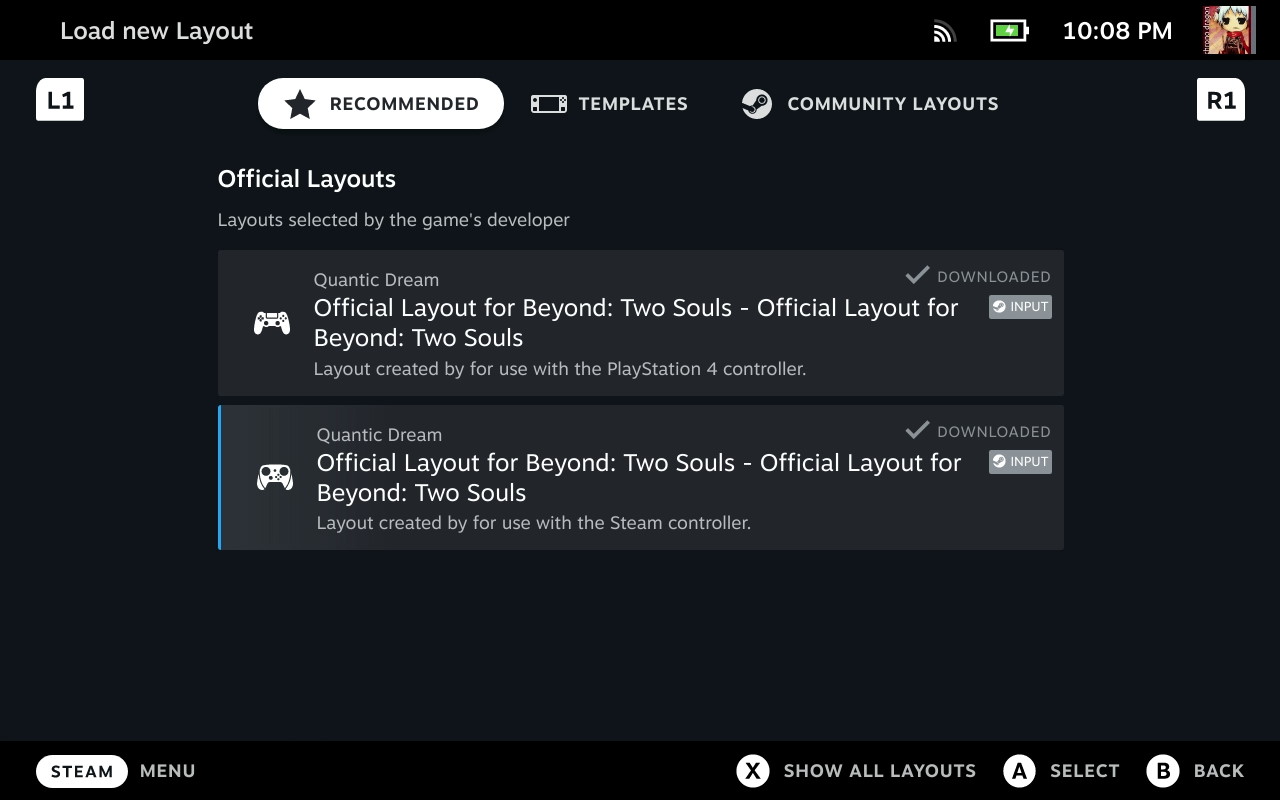 Load new Layout
10:08 PM
L1
RECOMMENDED
TEMPLATES
COMMUNITY LAYOUTS
R1
Official Layouts
Layouts selected by the game's developer
Quantic Dream
DOWNLOADED
Official Layout for Beyond: Two Souls - Official Layout for
INPUT
Beyond: Two Souls
Layout created by for use with the PlayStation 4 controller.
Quantic Dream
DOWNLOADED
Official Layout for Beyond: Two Souls - Official Layout for
INPUT
Beyond: Two Souls
Layout created by for use with the Steam controller.
STEAM MENU
X SHOW ALL LAYOUTS
A SELECT
B BACK